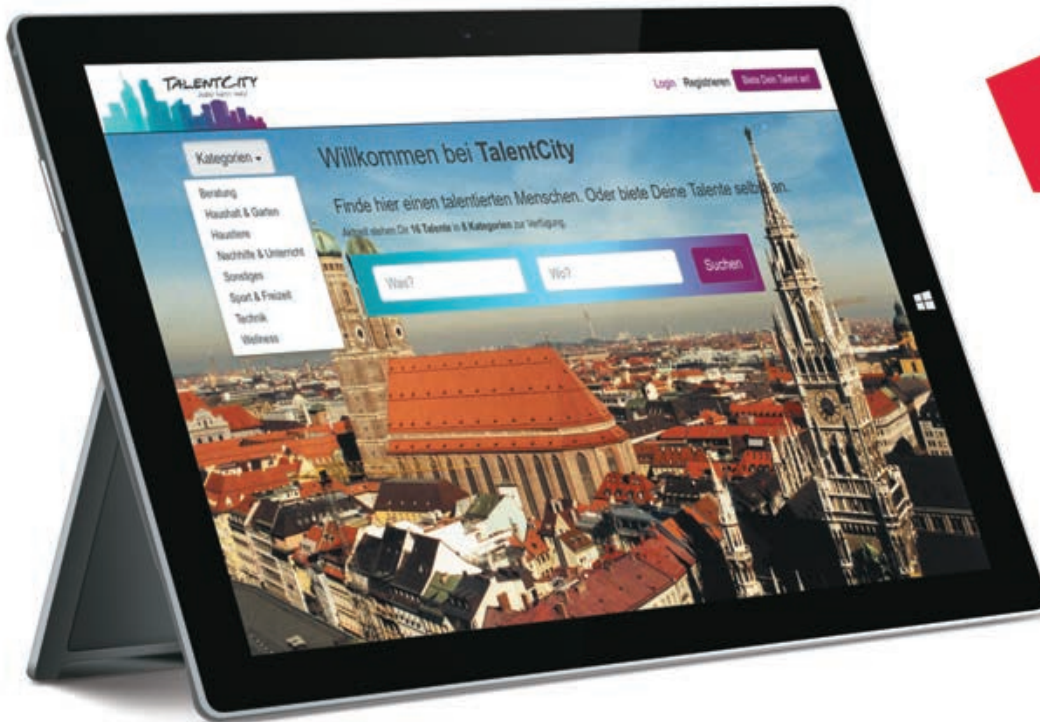 TALENTCITY
Login Registrieren Biete Dein Talent an!
Kategorien
Beratung
Haushalt & Garten
Haustiere
Nachhilfe & Unterricht
Sonstiges
Sport & Freizeit
Technik
Wellness
Willkommen bei TalentCity
Finde hier einen talentierten Menschen. Oder biete Deine Talente selbst an.
Aktuell stehen Dir 16 Talente in 8 Kategorien zur Verfügung.
Was?
Wo?
Suchen